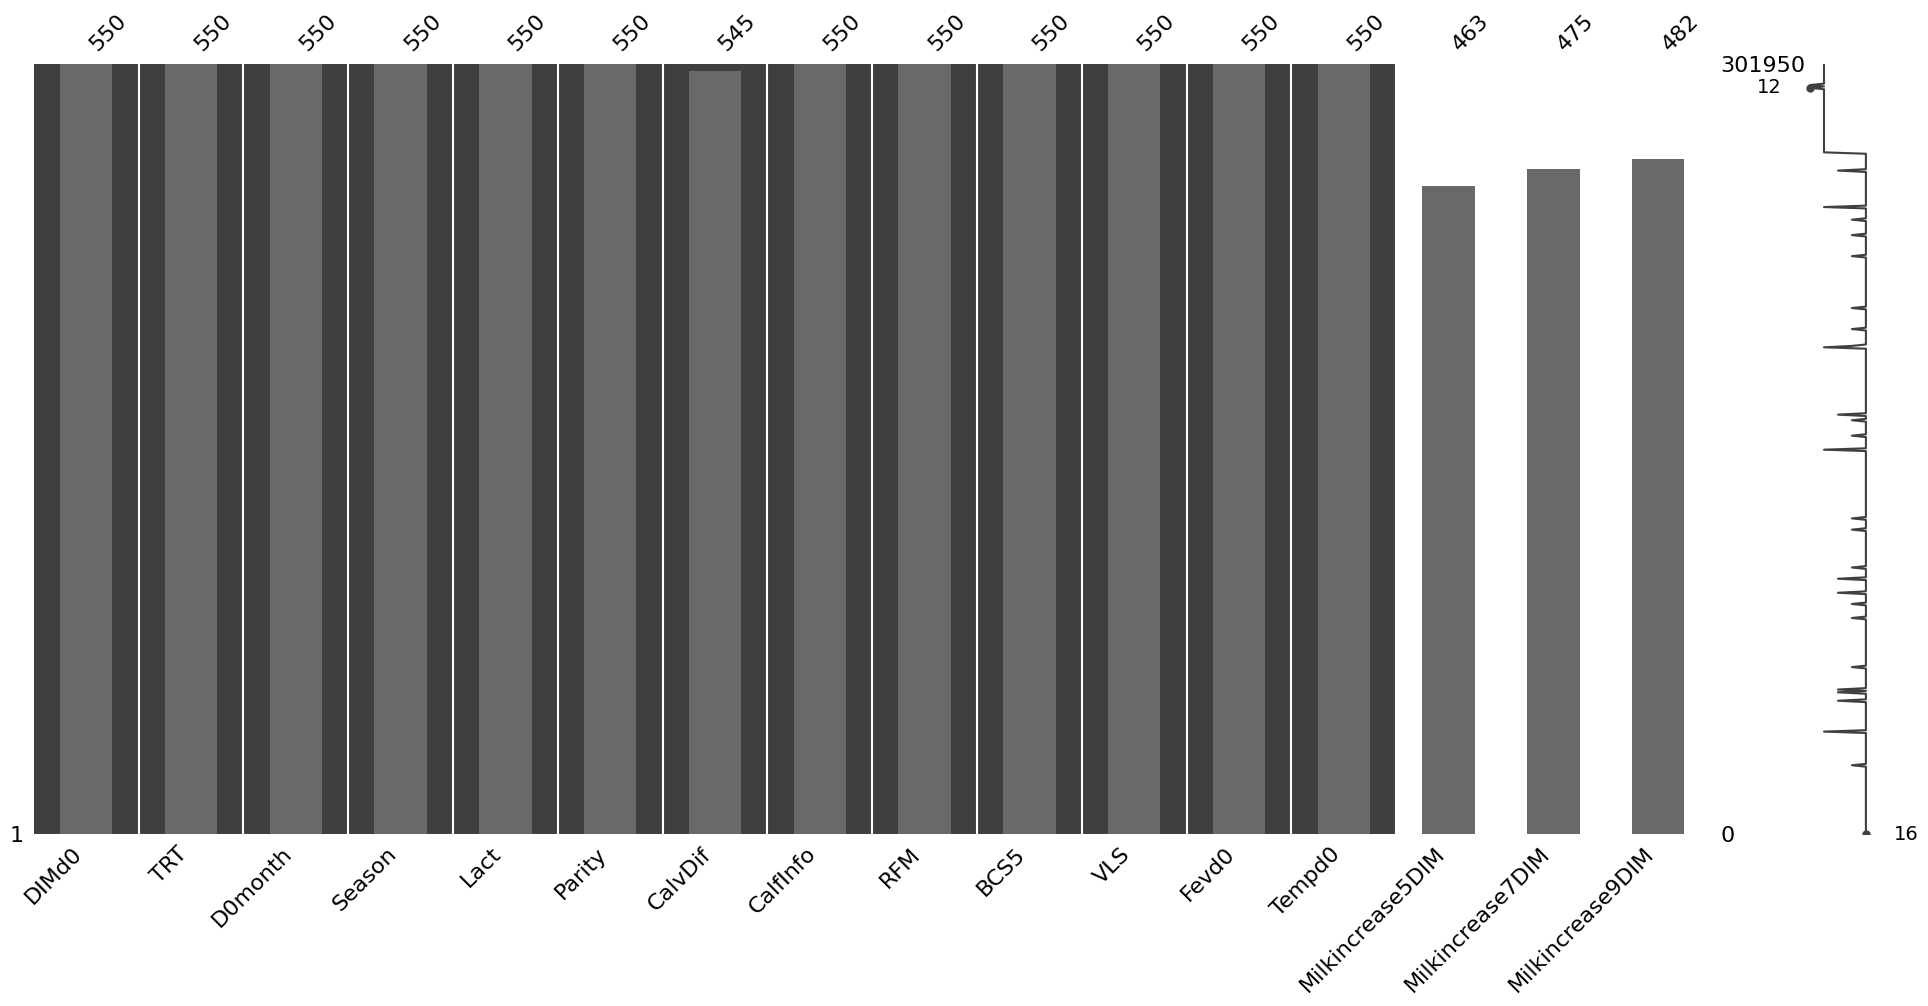 550 550 550 550 550 550 545 550 550 550 550 550 550 463 475 482
301950
12
1
0
16
DIMd0 TRT D0month Season Lact Parity CalvDif CalfInfo RFM BCS5 VLS Fevd0 Tempd0 Milkincrease5DIM Milkincrease7DIM Milkincrease9DIM